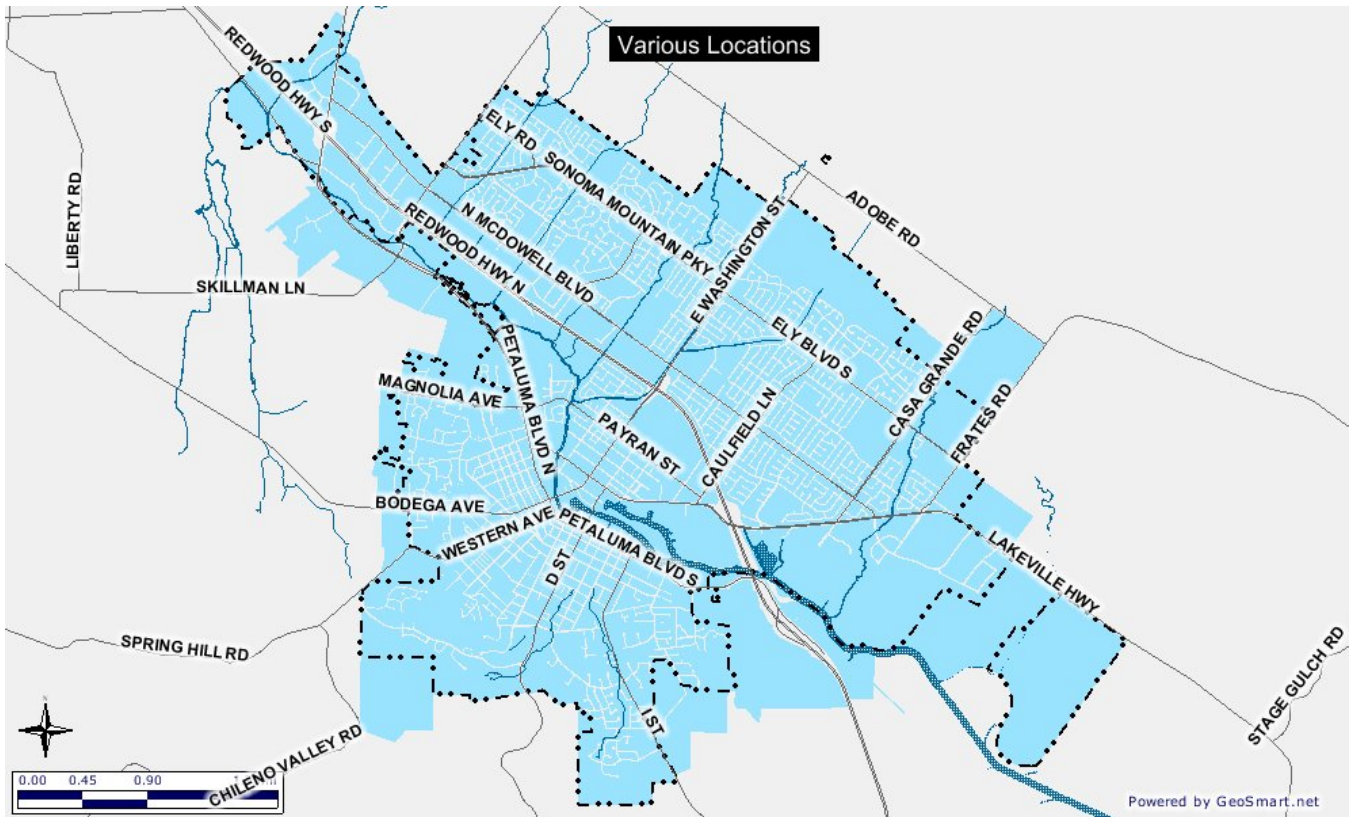 Various Locations
REDWOOD HWY S
ELY RD
SONOMA MOUNTAIN PKY
ADOBE RD
LIBERTY RD
N MCDOWELL BLVD
REDWOOD HWY N
E WASHINGTON ST
SKILLMAN LN
PETALUMA BLVD N
ELY BLVD S
CASA GRANDE RD
MAGNOLIA AVE
CAULFIELD LN
FRATES RD
PAYRAN ST
BODEGA AVE
WESTERN AVE
PETALUMA BLVD S
D ST
LAKEVILLE HWY
SPRING HILL RD
STAGE GULCH RD
I ST
CHILENO VALLEY RD
0.00 0.45 0.90
Powered by GeoSmart.net